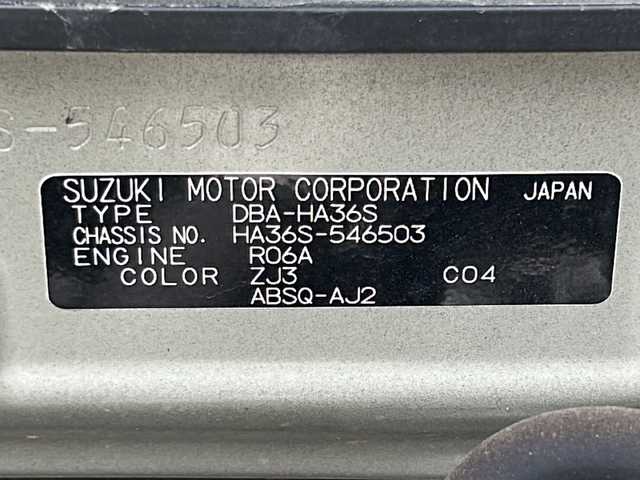 S-546503
SUZUKI MOTOR CORPORATION JAPAN
TYPE DBA-HA36S
CHASSIS NO. HA36S-546503
ENGINE R06A
COLOR ZJ3 C04
ABSQ-AJ2